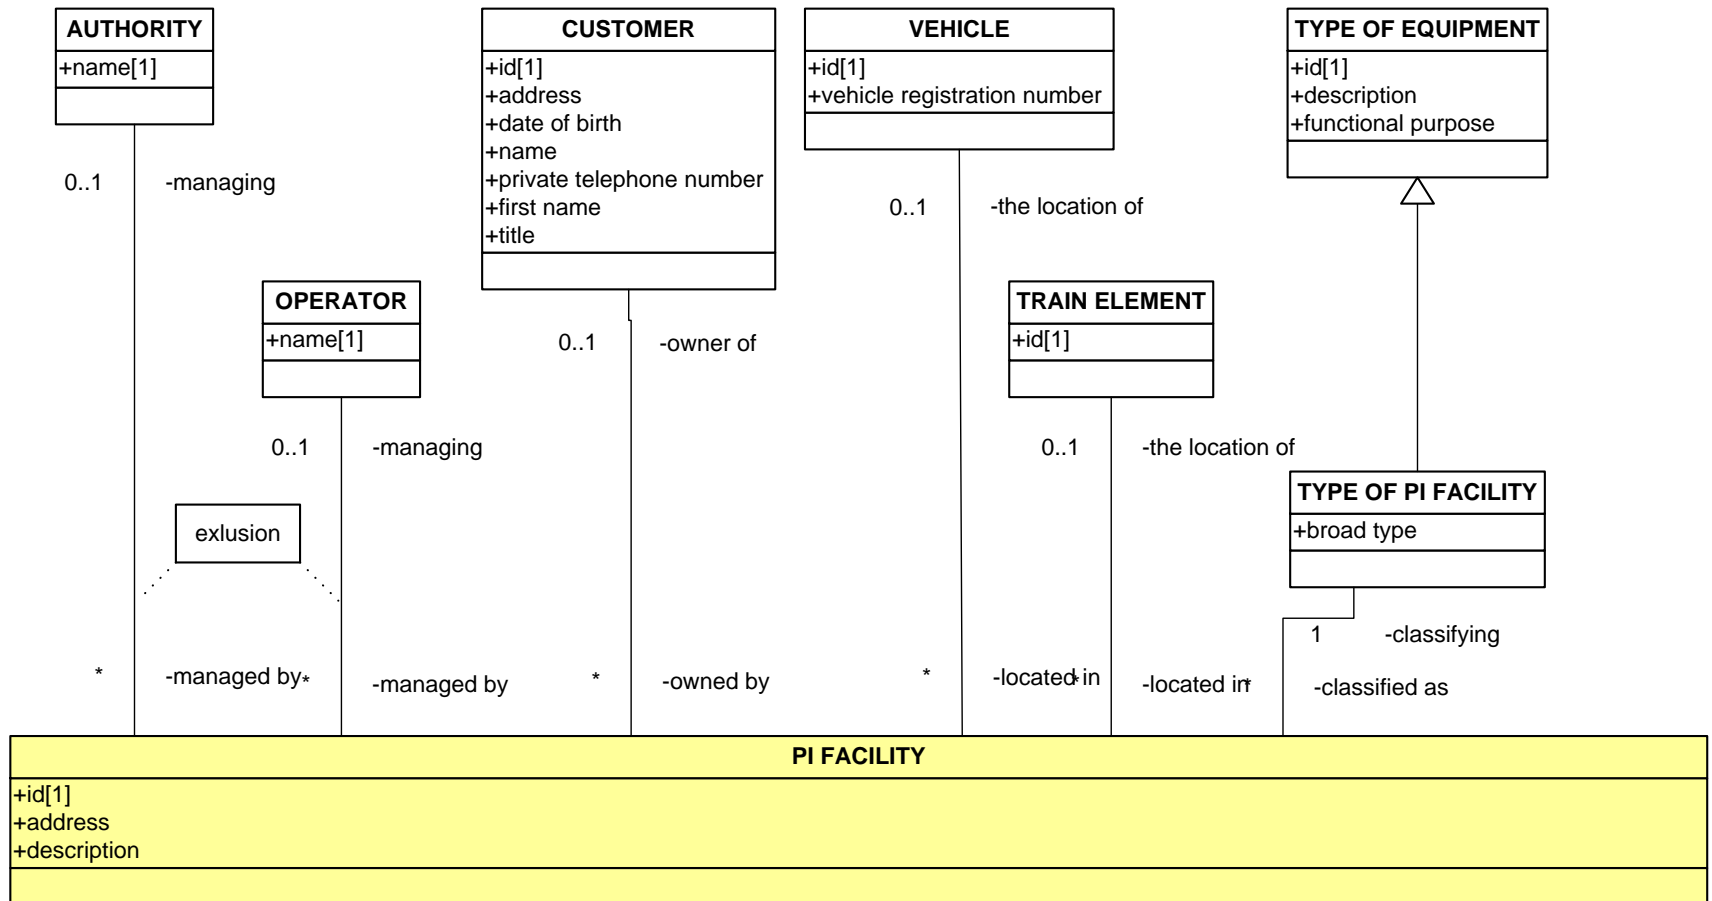 AUTHORITY
+name[1]
CUSTOMER
+id[1]
+address
+date of birth
+name
+private telephone number
+first name
+title
VEHICLE
+id[1]
+vehicle registration number
TYPE OF EQUIPMENT
+id[1]
+description
+functional purpose
0..1 -managing
0..1 -the location of
OPERATOR
+name[1]
TRAIN ELEMENT
+id[1]
0..1 -owner of
0..1 -managing
0..1 -the location of
TYPE OF PI FACILITY
+broad type
exlusion
1 -classifying
* -managed by
* -managed by
* -owned by
* -located in
* -located in
* -classified as
PI FACILITY
+id[1]
+address
+description